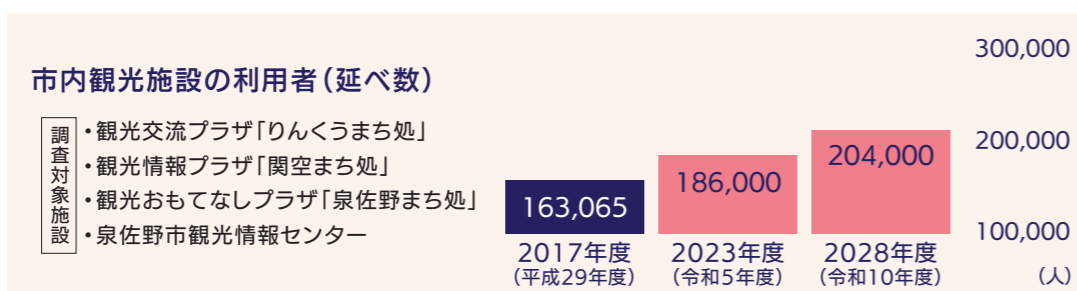 市内観光施設の利用者（延べ数）
調査対象施設
・観光交流プラザ「りんくうまち処」
・観光情報プラザ「関空まち処」
・観光おもてなしプラザ「泉佐野まち処」
・泉佐野市観光情報センター
163,065
186,000
204,000
2017年度
（平成29年度）
2023年度
（令和5年度）
2028年度
（令和10年度）
300,000
200,000
100,000
（人）